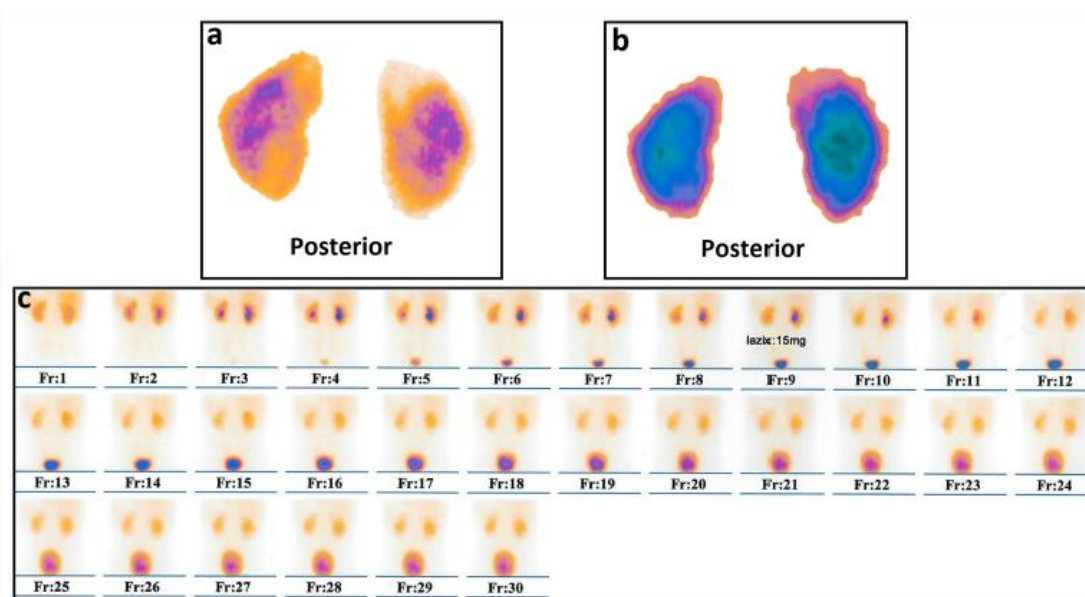 a
b
Posterior
Posterior
c
lazix:15mg
Fr:1 Fr:2 Fr:3 Fr:4 Fr:5 Fr:6 Fr:7 Fr:8 Fr:9 Fr:10 Fr:11 Fr:12
Fr:13 Fr:14 Fr:15 Fr:16 Fr:17 Fr:18 Fr:19 Fr:20 Fr:21 Fr:22 Fr:23 Fr:24
Fr:25 Fr:26 Fr:27 Fr:28 Fr:29 Fr:30